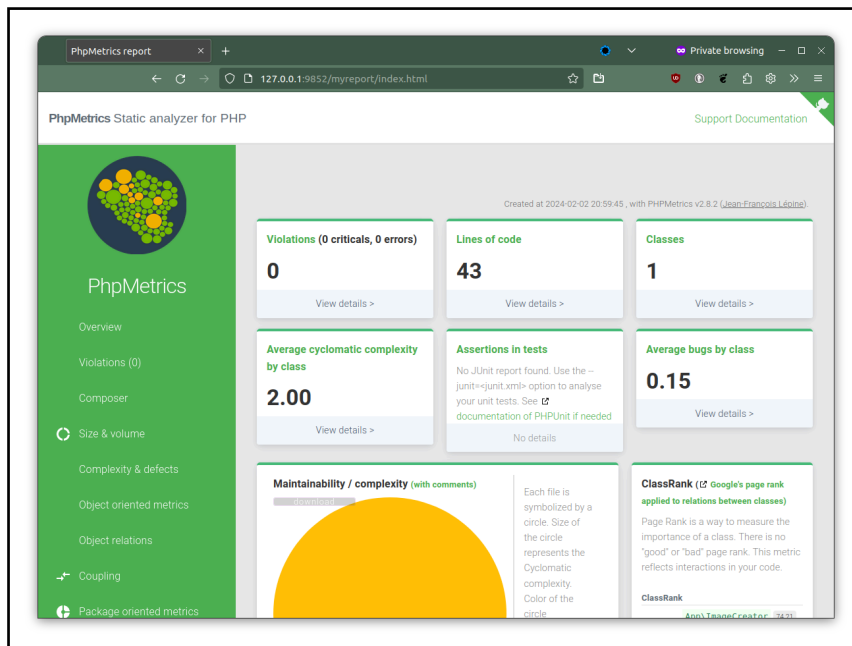 PhpMetrics report × +
Private browsing
127.0.0.1:9852/myreport/index.html
PhpMetrics Static analyzer for PHP
Support Documentation
Created at 2024-02-02 20:59:45 , with PHPMetrics v2.8.2 (Jean-François Lépine).
PhpMetrics
Overview
Violations (0)
Composer
Size & volume
Complexity & defects
Object oriented metrics
Object relations
Coupling
Package oriented metrics
Violations (0 criticals, 0 errors)
0
View details >
Lines of code
43
View details >
Classes
1
View details >
Average cyclomatic complexity
by class
2.00
View details >
Assertions in tests
No JUnit report found. Use the --
junit=<junit.xml> option to analyse
your unit tests. See
documentation of PHPUnit if needed
No details
Average bugs by class
0.15
View details >
Maintainability / complexity (with comments)
download
Each file is
symbolized by a
circle. Size of
the circle
represents the
Cyclomatic
complexity.
Color of the
circle
ClassRank (Google's page rank
applied to relations between classes)
Page Rank is a way to measure the
importance of a class. There is no
"good" or "bad" page rank. This metric
reflects interactions in your code.
ClassRank
App\ImageCreator 74.21